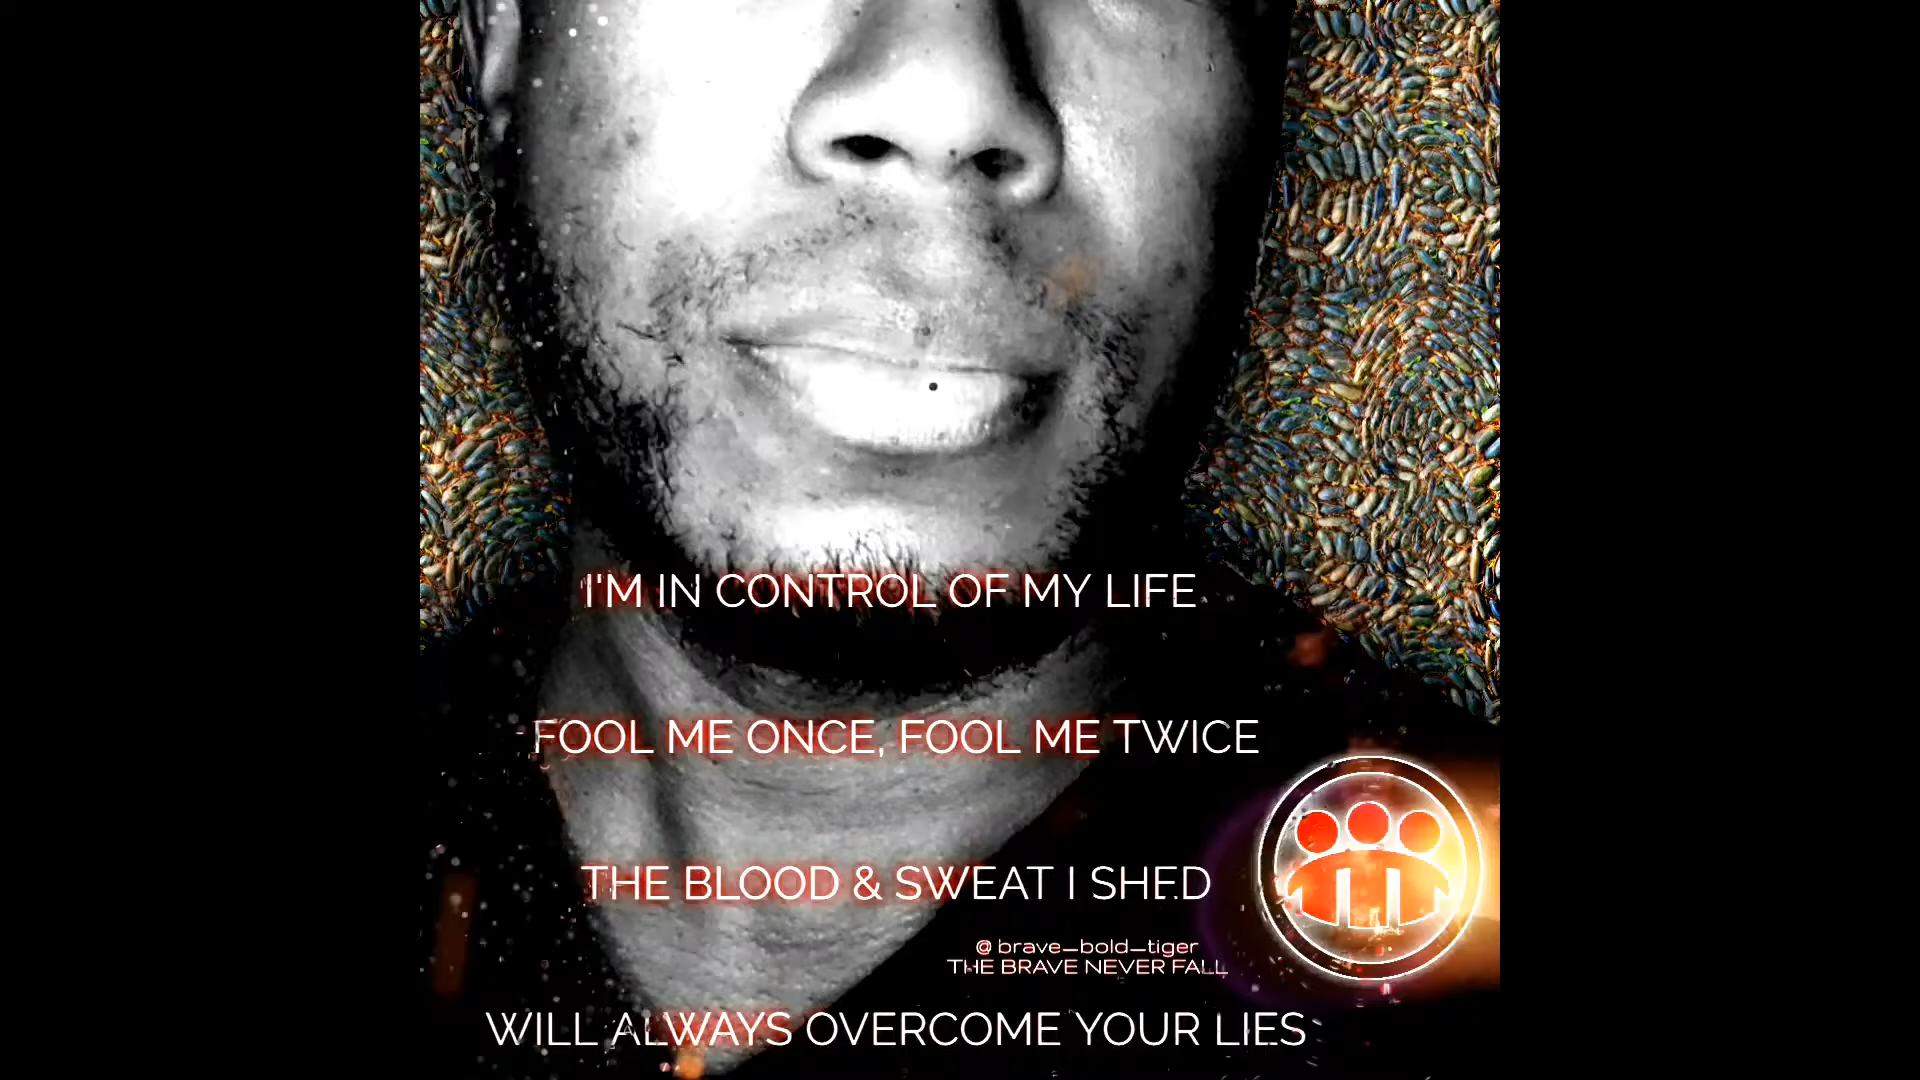 I'M IN CONTROL OF MY LIFE
FOOL ME ONCE, FOOL ME TWICE
THE BLOOD & SWEAT I SHED
@brave_bold_tiger
THE BRAVE NEVER FALL
WILL ALWAYS OVERCOME YOUR LIES